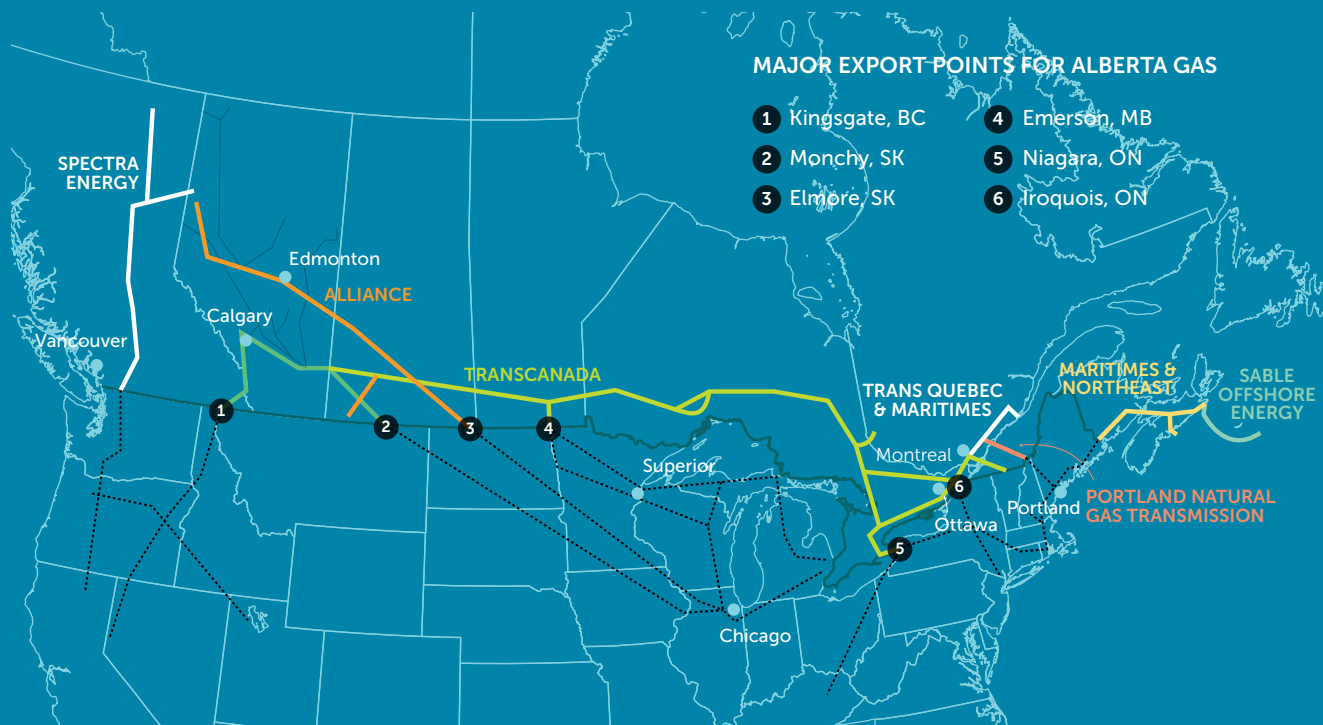 MAJOR EXPORT POINTS FOR ALBERTA GAS
1 Kingsgate, BC
2 Monchy, SK
3 Elmore, SK
4 Emerson, MB
5 Niagara, ON
6 Iroquois, ON
SPECTRA
ENERGY
Edmonton
ALLIANCE
Calgary
Vancouver
TRANSCANADA
TRANS QUEBEC
& MARITIMES
MARITIMES &
NORTHEAST
SABLE
OFFSHORE
ENERGY
1
2
3
4
Montreal
Superior
6
PORTLAND NATURAL
GAS TRANSMISSION
Portland
Ottawa
5
Chicago